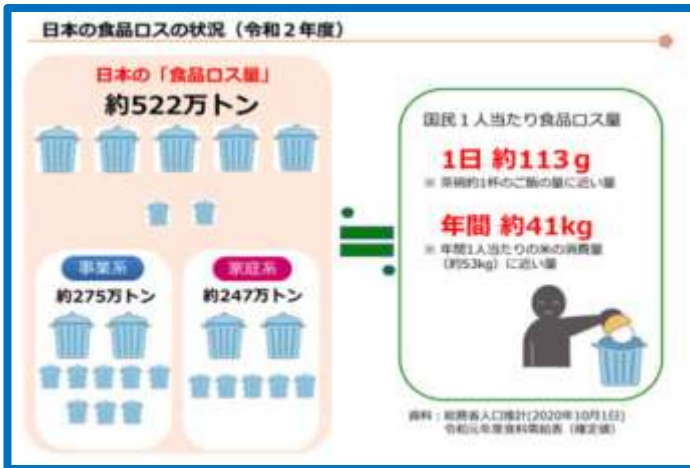 日本の食品ロスの状況（令和２年度）
日本の「食品ロス量」
約522万トン
事業系
約275万トン
家庭系
約247万トン
国民１人当たり食品ロス量
1日 約113ｇ
※ 茶碗約1杯のご飯の量に近い量
年間 約41kg
※ 年間1人当たりの米の消費量
（約53kg）に近い量
資料：総務省人口推計(2020年10月1日)
令和元年度食料需給表（確定値）